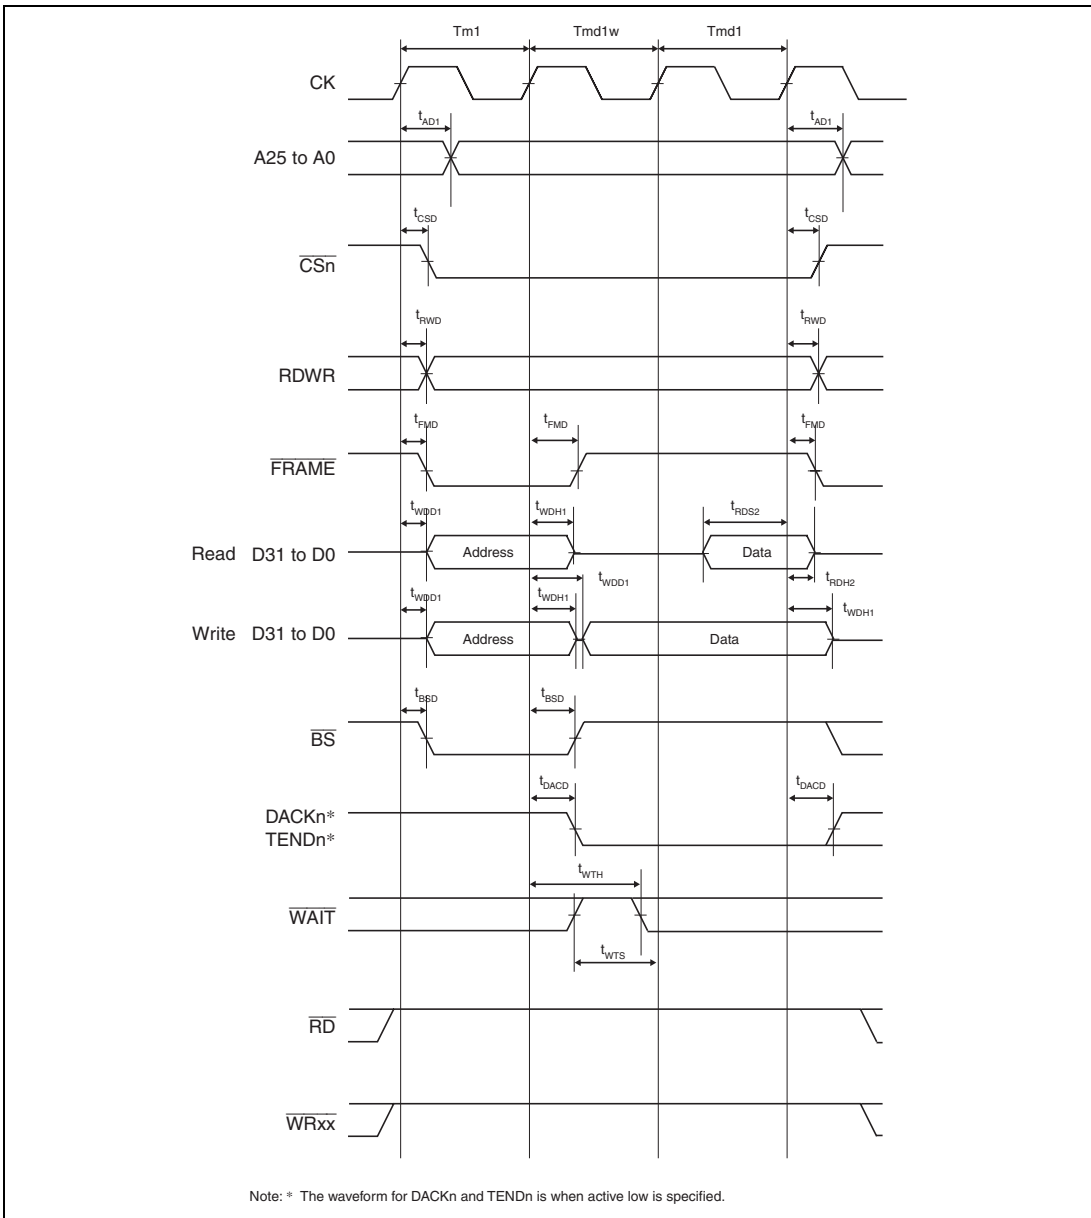 Tm1 Tmd1w Tmd1
CK
tAD1 tAD1
A25 to A0
tCSD tCSD
CSn
tRWD tRWD
RDWR
tFMD tFMD tFMD
FRAME
tWDD1 tWDH1 tRDS2
Read D31 to D0 Address Data
tWDD1 tRDH2
tWDD1 tWDH1 tWDH1
Write D31 to D0 Address Data
tBSD tBSD
BS
tDACD tDACD
DACKn*
TENDn*
tWTH
WAIT
tWTS
RD
WRxx
Note: * The waveform for DACKn and TENDn is when active low is specified.